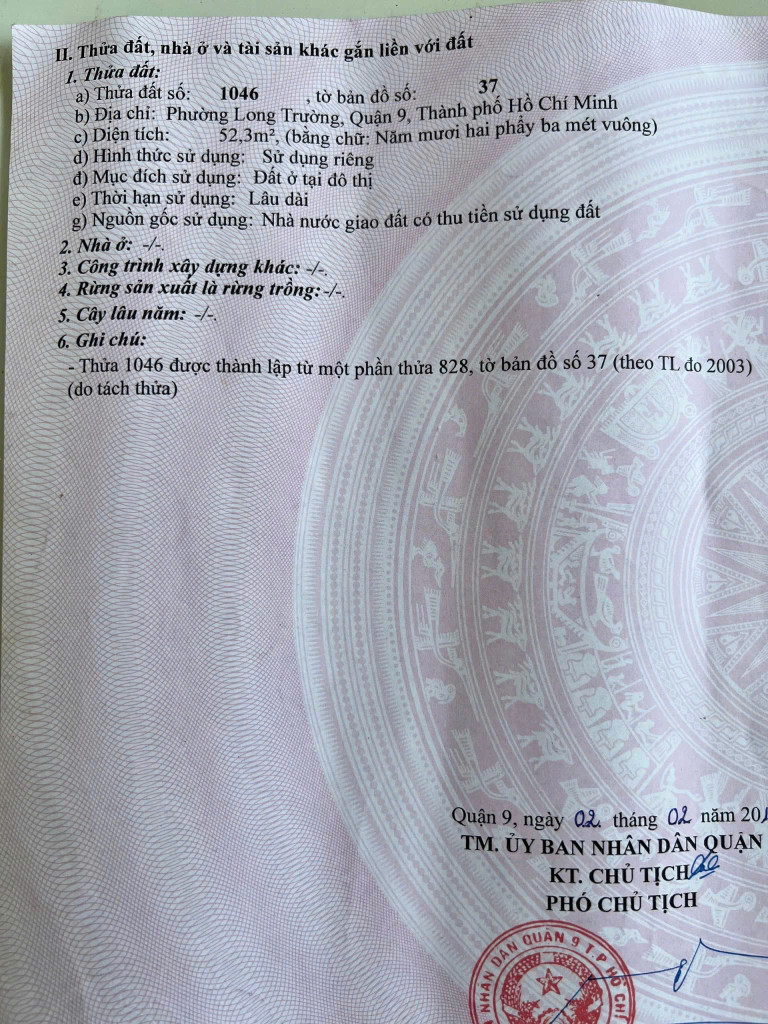 II. Thửa đất, nhà ở và tài sản khác gắn liền với đất
1. Thửa đất:
a) Thửa đất số: 1046 , tờ bản đồ số: 37
b) Địa chỉ: Phường Long Trường, Quận 9, Thành phố Hồ Chí Minh
c) Diện tích: 52,3m², (bằng chữ: Năm mươi hai phẩy ba mét vuông)
d) Hình thức sử dụng: Sử dụng riêng
đ) Mục đích sử dụng: Đất ở tại đô thị
e) Thời hạn sử dụng: Lâu dài
g) Nguồn gốc sử dụng: Nhà nước giao đất có thu tiền sử dụng đất
2. Nhà ở: -/-.
3. Công trình xây dựng khác: -/-.
4. Rừng sản xuất là rừng trồng: -/-.
5. Cây lâu năm: -/-.
6. Ghi chú:
- Thửa 1046 được thành lập từ một phần thửa 828, tờ bản đồ số 37 (theo TL đo 2003)
(do tách thửa)
Quận 9, ngày 02 tháng 02 năm 20
TM. ỦY BAN NHÂN DÂN QUẬN
KT. CHỦ TỊCH
PHÓ CHỦ TỊCH
NHÂN DÂN QUẬN 9 T.P HỒ CHÍ